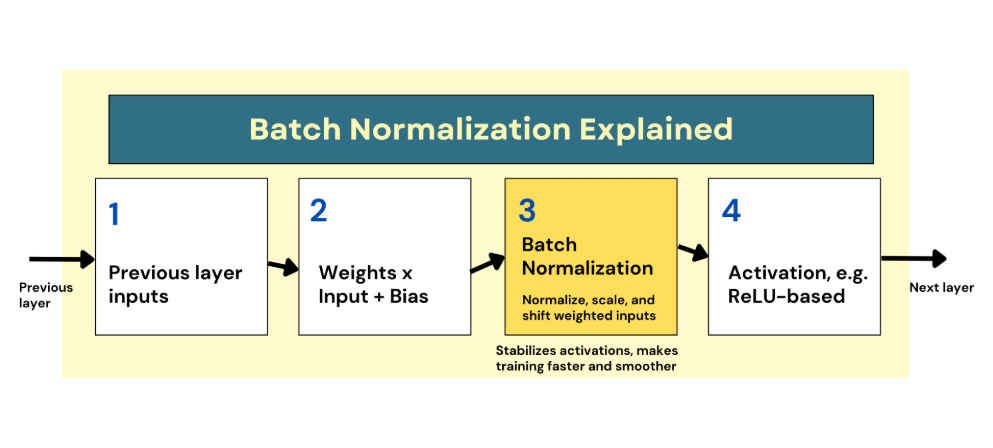 Batch Normalization Explained
1
Previous layer
inputs
2
Weights x
Input + Bias
3
Batch
Normalization
Normalize, scale, and
shift weighted inputs
4
Activation, e.g.
ReLU-based
Previous
layer
Next layer
Stabilizes activations, makes
training faster and smoother